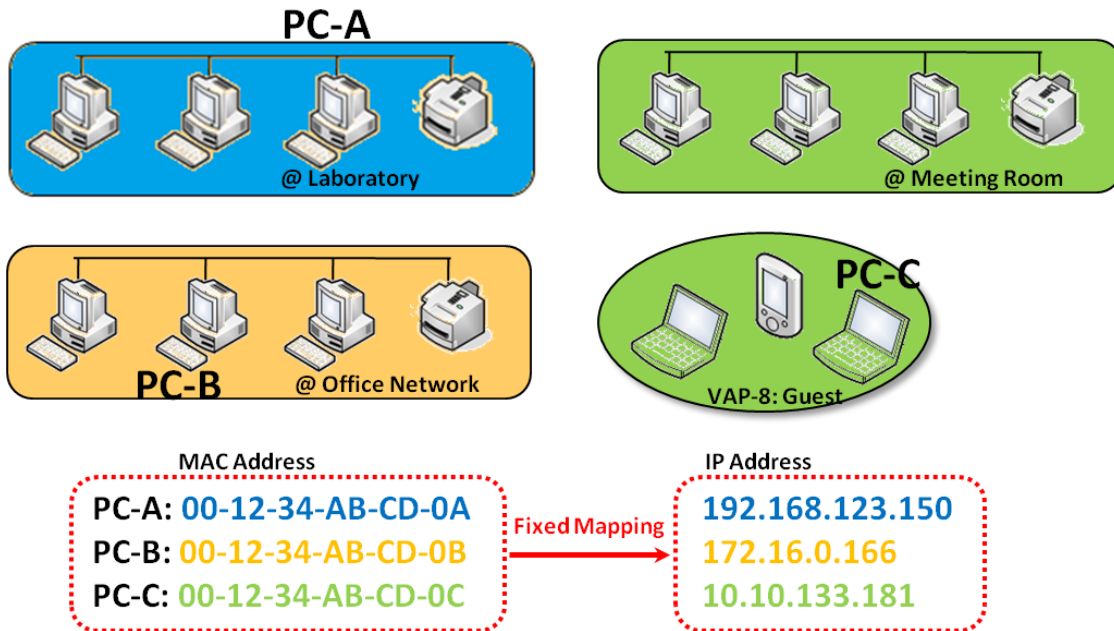 PC-A
@ Laboratory
@ Meeting Room
PC-B
@ Office Network
PC-C
VAP-8: Guest
MAC Address
PC-A: 00-12-34-AB-CD-0A
PC-B: 00-12-34-AB-CD-0B
PC-C: 00-12-34-AB-CD-0C
Fixed Mapping
IP Address
192.168.123.150
172.16.0.166
10.10.133.181